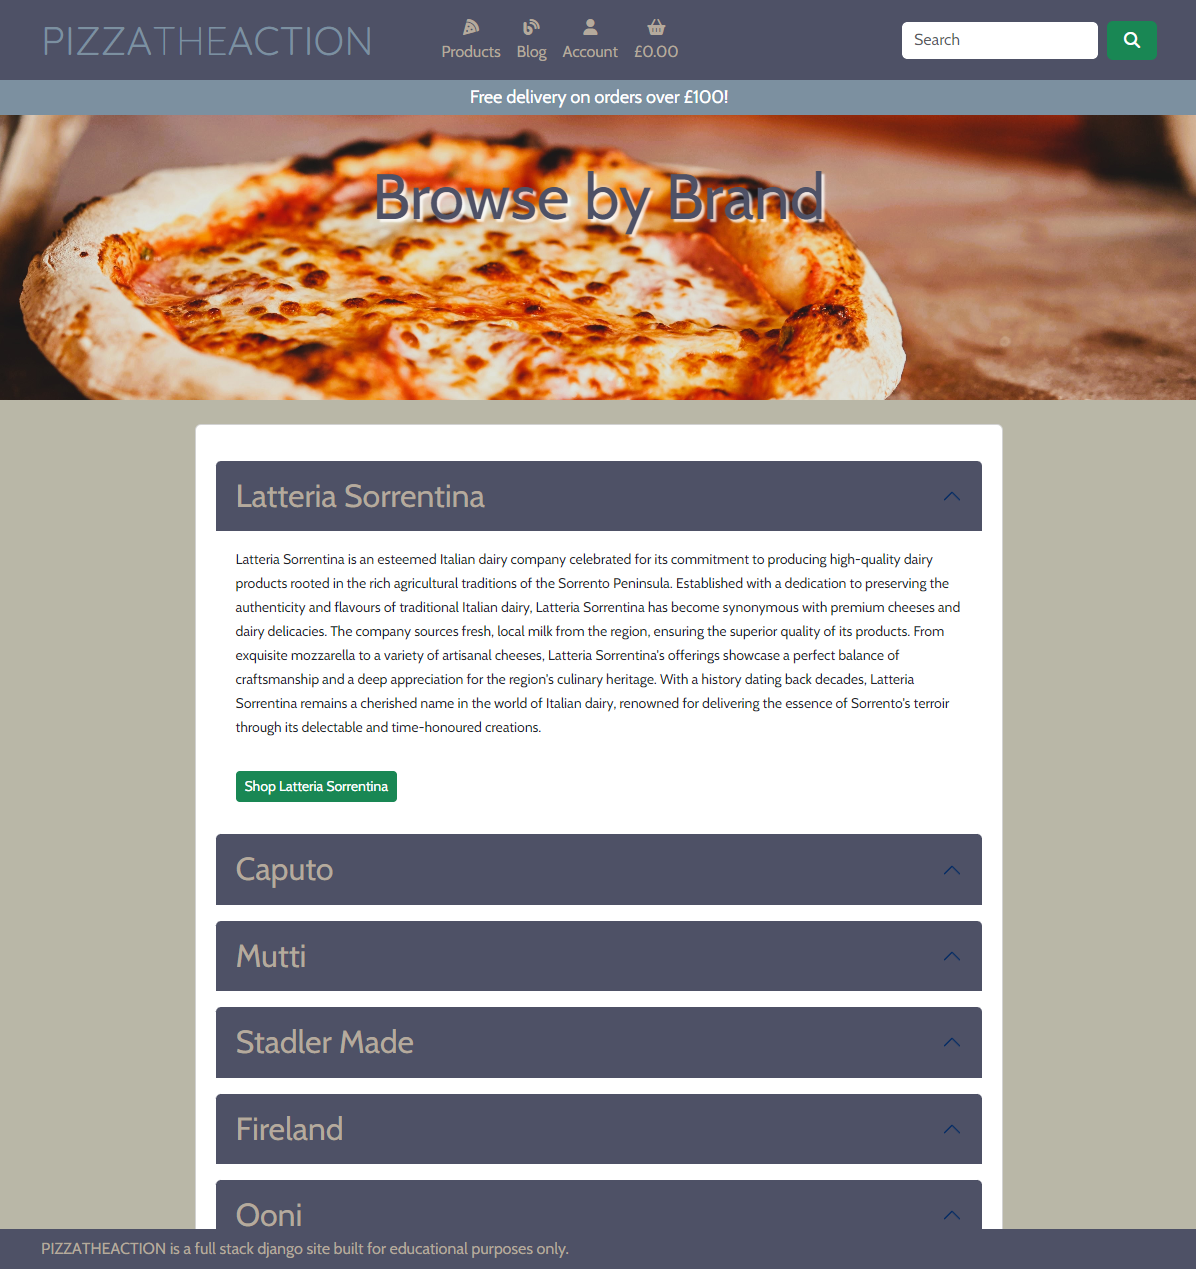 PIZZATHEACTION
Products
Blog
Account
£0.00
Search
Free delivery on orders over £100!
Browse by Brand
Latteria Sorrentina
Latteria Sorrentina is an esteemed Italian dairy company celebrated for its commitment to producing high-quality dairy
products rooted in the rich agricultural traditions of the Sorrento Peninsula. Established with a dedication to preserving the
authenticity and flavours of traditional Italian dairy, Latteria Sorrentina has become synonymous with premium cheeses and
dairy delicacies. The company sources fresh, local milk from the region, ensuring the superior quality of its products. From
exquisite mozzarella to a variety of artisanal cheeses, Latteria Sorrentina's offerings showcase a perfect balance of
craftsmanship and a deep appreciation for the region's culinary heritage. With a history dating back decades, Latteria
Sorrentina remains a cherished name in the world of Italian dairy, renowned for delivering the essence of Sorrento's terroir
through its delectable and time-honoured creations.
Shop Latteria Sorrentina
Caputo
Mutti
Stadler Made
Fireland
Ooni
PIZZATHEACTION is a full stack django site built for educational purposes only.